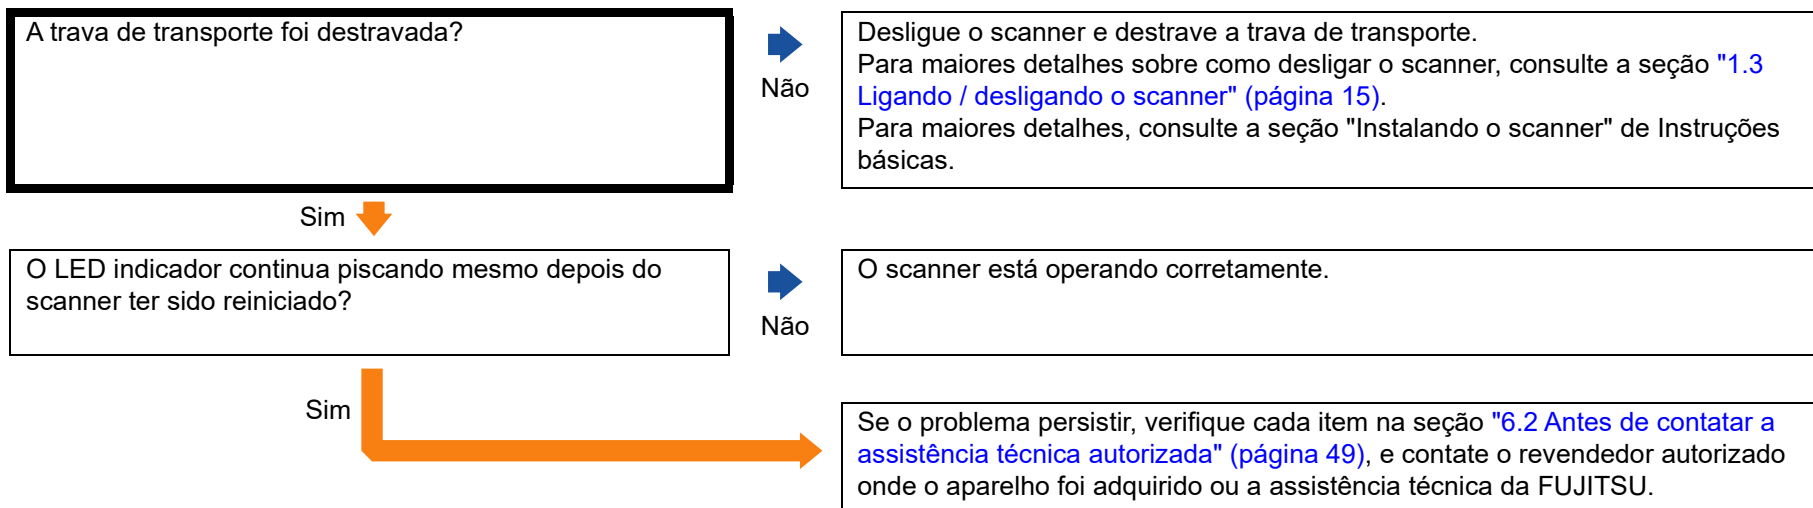 A trava de transporte foi destravada?
Não
Desligue o scanner e destrave a trava de transporte.
Para maiores detalhes sobre como desligar o scanner, consulte a seção "1.3
Ligando / desligando o scanner" (página 15).
Para maiores detalhes, consulte a seção "Instalando o scanner" de Instruções
básicas.
Sim
O LED indicador continua piscando mesmo depois do
scanner ter sido reiniciado?
Não
O scanner está operando corretamente.
Sim
Se o problema persistir, verifique cada item na seção "6.2 Antes de contatar a
assistência técnica autorizada" (página 49), e contate o revendedor autorizado
onde o aparelho foi adquirido ou a assistência técnica da FUJITSU.